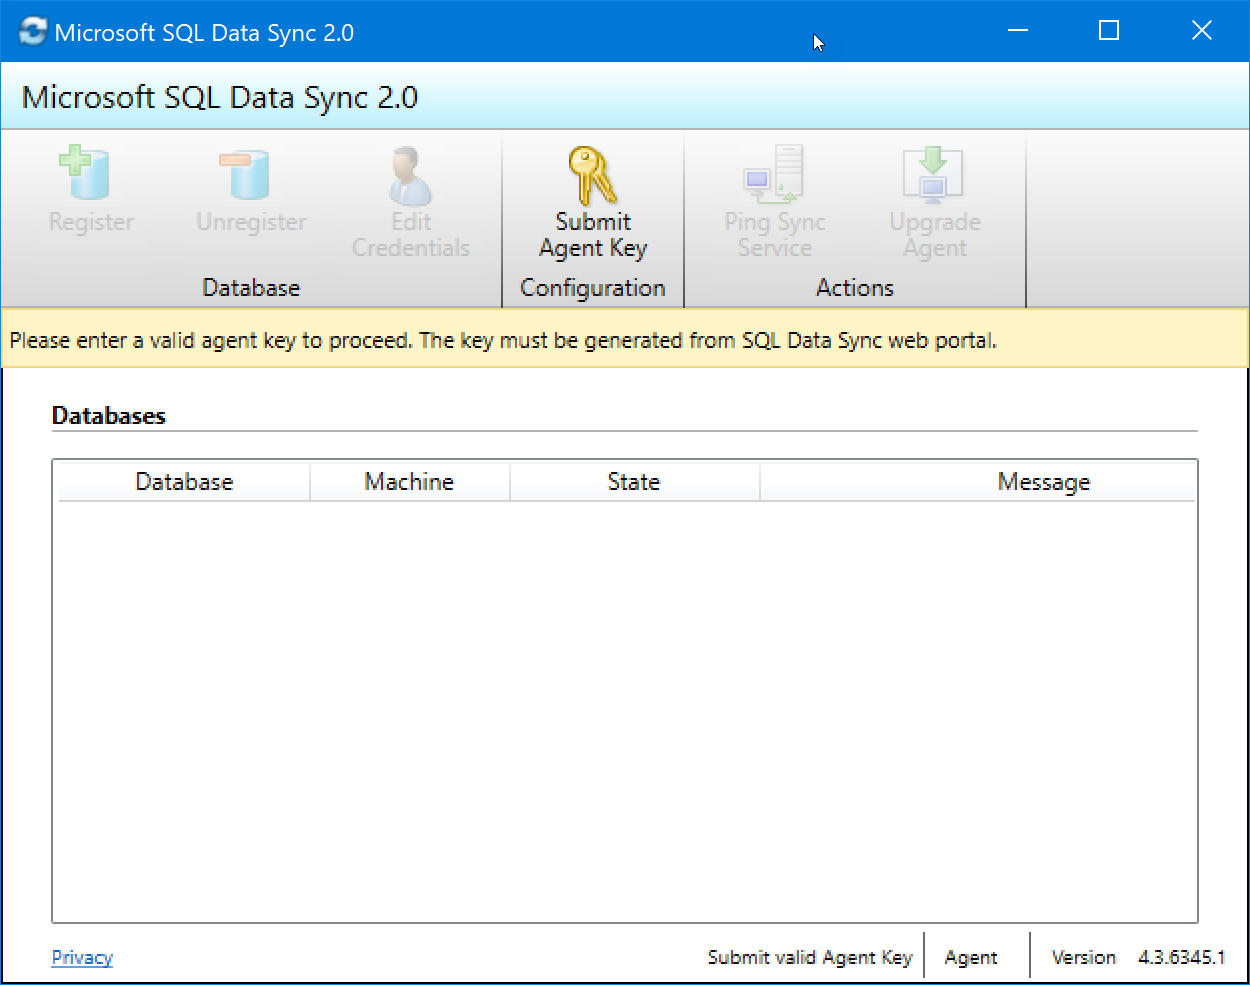 Microsoft SQL Data Sync 2.0
Microsoft SQL Data Sync 2.0
Register
Unregister
Edit
Credentials
Database
Submit
Agent Key
Configuration
Ping Sync
Service
Upgrade
Agent
Actions
Please enter a valid agent key to proceed. The key must be generated from SQL Data Sync web portal.
Databases
Database Machine State Message
Privacy Submit valid Agent Key Agent Version 4.3.6345.1